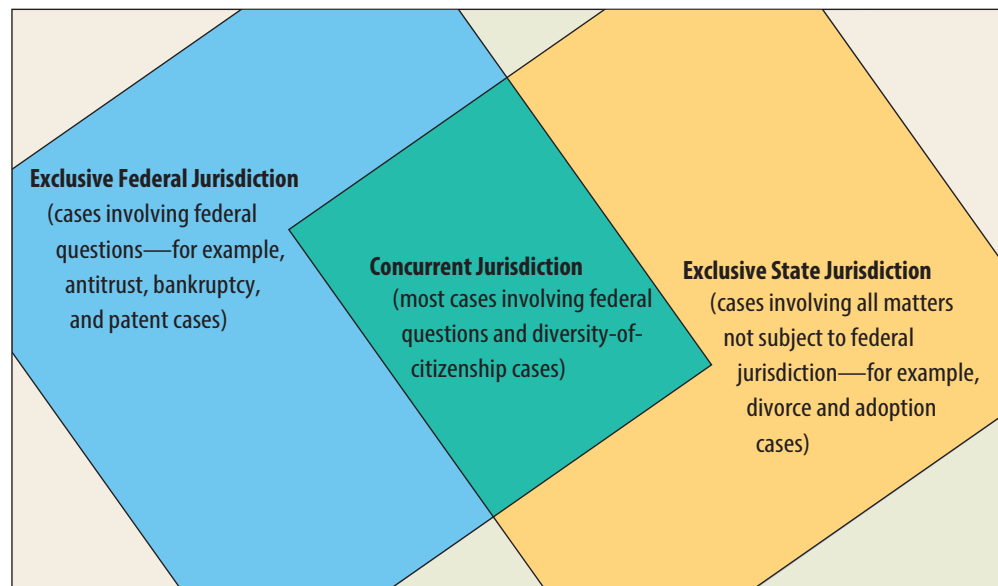 Exclusive Federal Jurisdiction
(cases involving federal
questions—for example,
antitrust, bankruptcy,
and patent cases)
Concurrent Jurisdiction
(most cases involving federal
questions and diversity-of-
citizenship cases)
Exclusive State Jurisdiction
(cases involving all matters
not subject to federal
jurisdiction—for example,
divorce and adoption
cases)